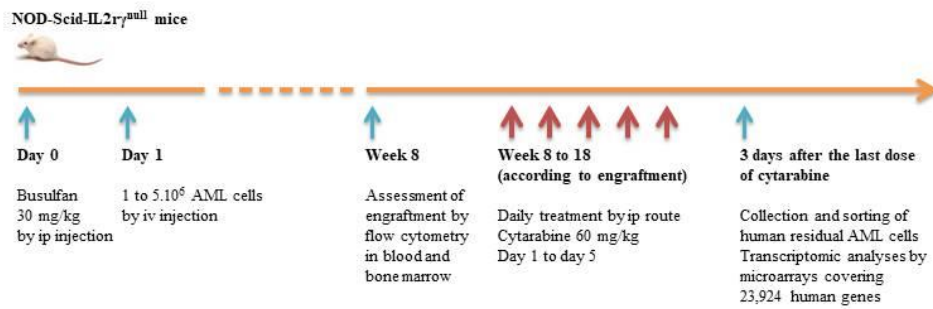 NOD-Scid-IL2rγnull mice
Day 0
Busulfan
30 mg/kg
by ip injection
Day 1
1 to 5.10⁶ AML cells
by iv injection
Week 8
Assessment of
engraftment by
flow cytometry
in blood and
bone marrow
Week 8 to 18
(according to engraftment)
Daily treatment by ip route
Cytarabine 60 mg/kg
Day 1 to day 5
3 days after the last dose
of cytarabine
Collection and sorting of
human residual AML cells
Transcriptomic analyses by
microarrays covering
23,924 human genes